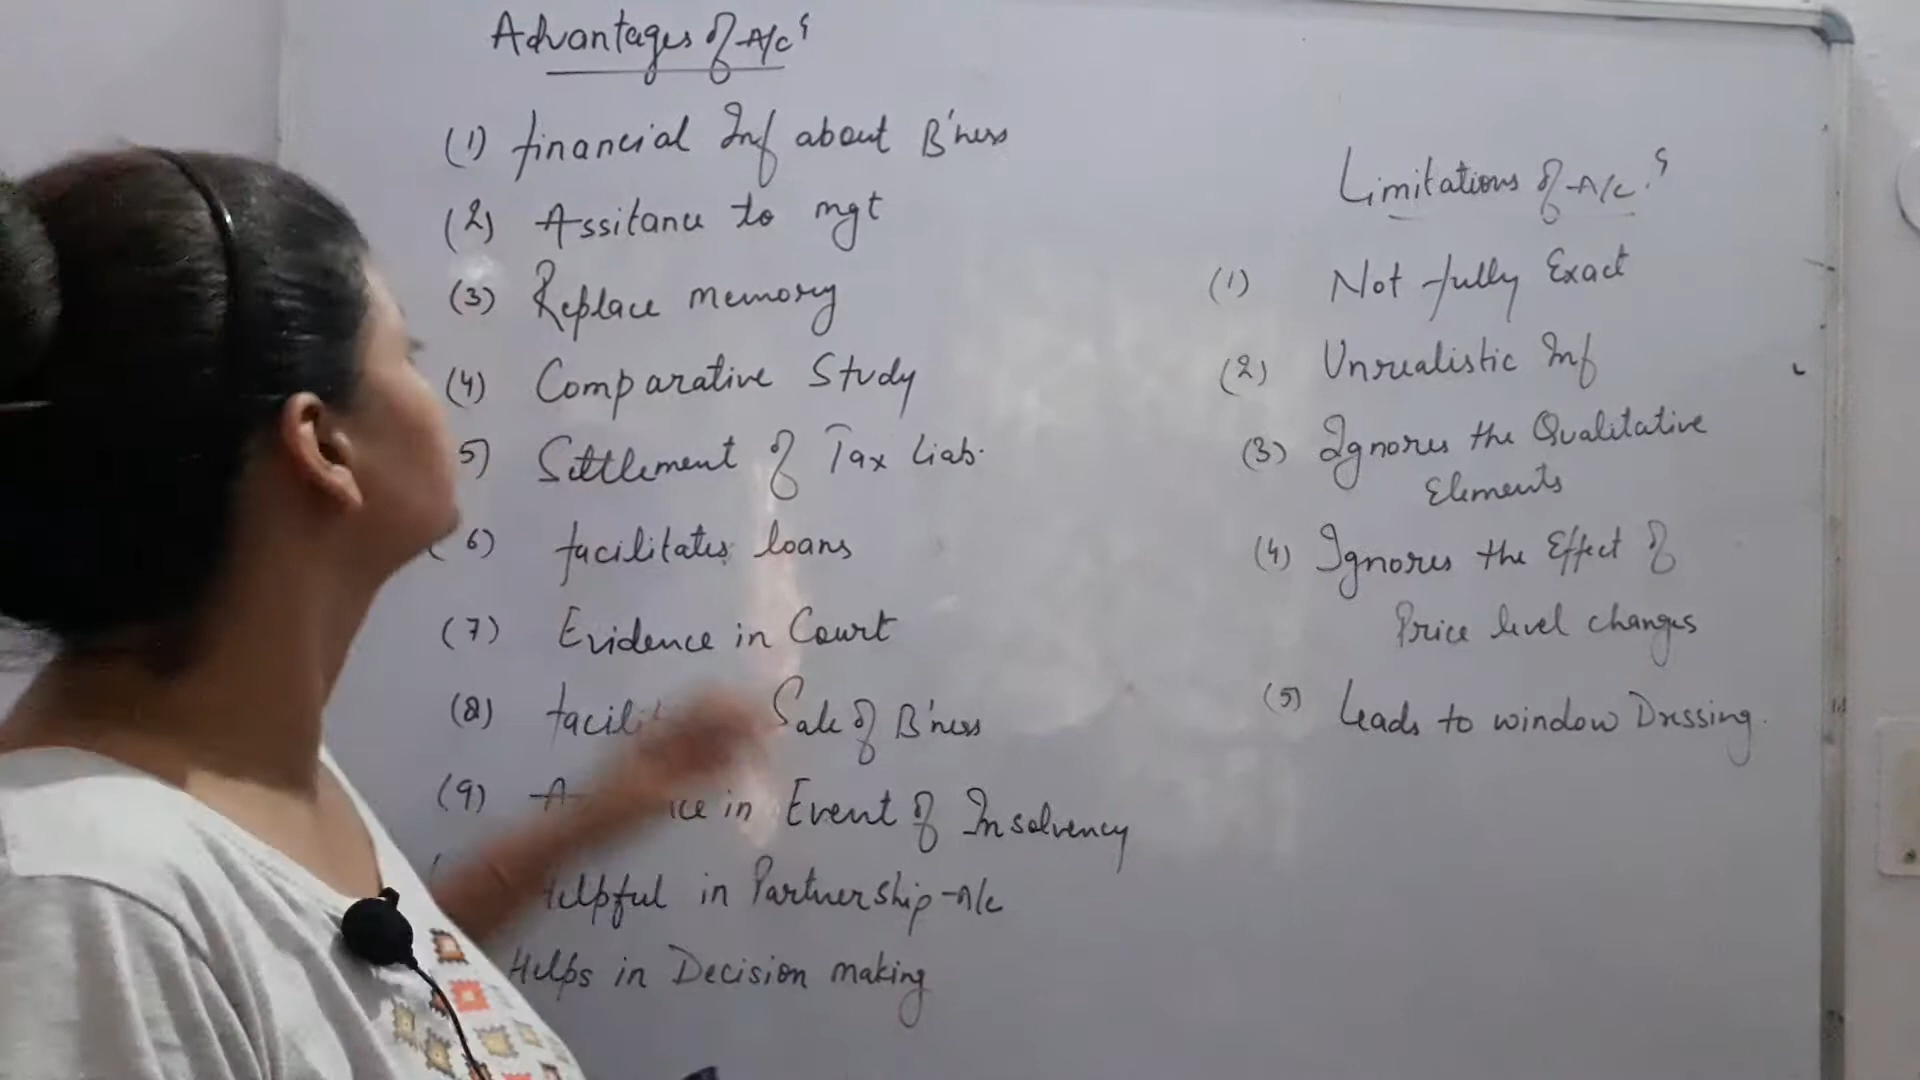 Advantages of A/cs
(1) financial Inf about B'ness
(2) Assitance to mgt
(3) Replace memory
(4) Comparative Study
5) Settlement of Tax Liab.
(6) facilitates loans
(7) Evidence in Court
(8) facili Sale of B'ness
(9) A ce in Event of Insolvency
Helpful in Partnership A/c
Helps in Decision making
Limitations of A/c.s
(1) Not fully Exact
(2) Unrealistic Inf
(3) Ignores the Qualitative
Elements
(4) Ignores the Effect of
Price level changes
(5) Leads to window Dressing.